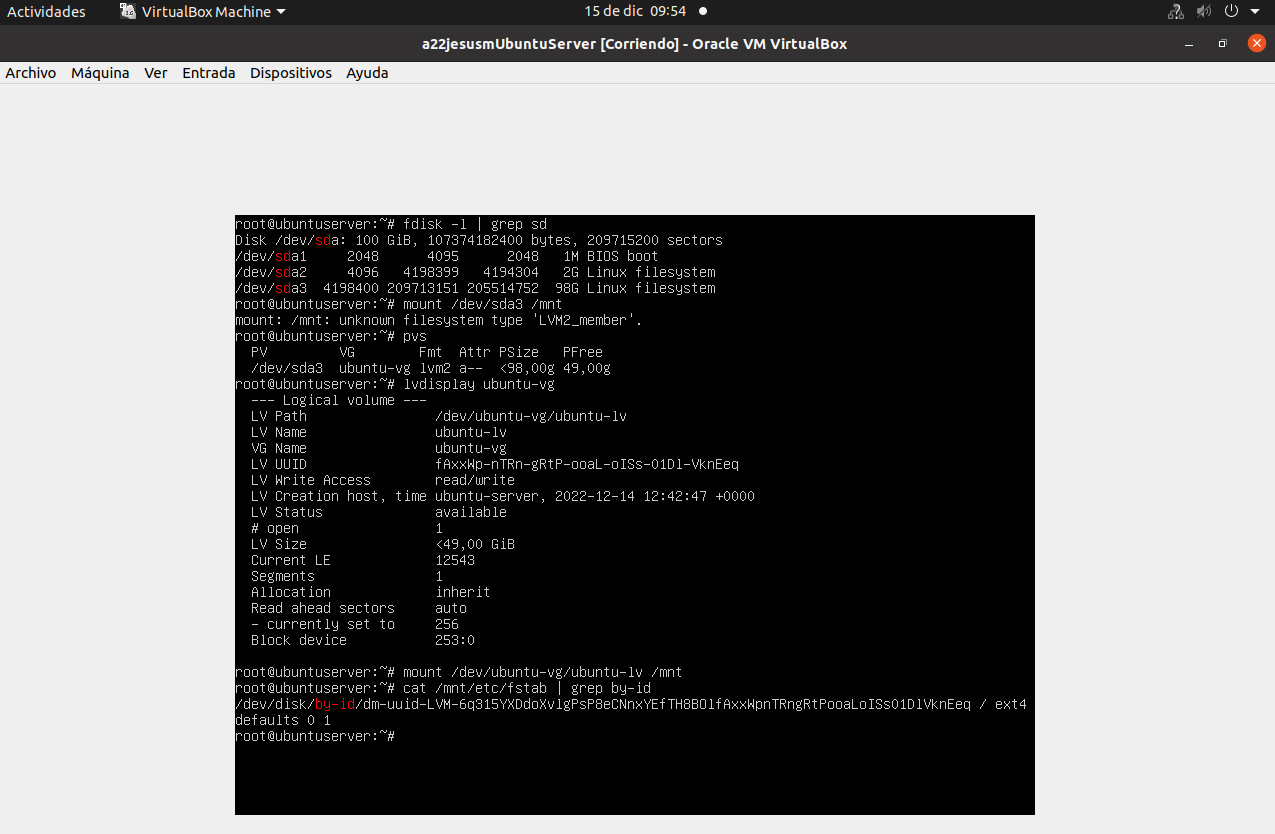 Actividades VirtualBox Machine 15 de dic 09:54
a22jesusmUbuntuServer [Corriendo] - Oracle VM VirtualBox
Archivo Máquina Ver Entrada Dispositivos Ayuda
root@ubuntuserver:~# fdisk -l | grep sd
Disk /dev/sda: 100 GiB, 107374182400 bytes, 209715200 sectors
/dev/sda1 2048 4095 2048 1M BIOS boot
/dev/sda2 4096 4198399 4194304 2G Linux filesystem
/dev/sda3 4198400 209713151 205514752 98G Linux filesystem
root@ubuntuserver:~# mount /dev/sda3 /mnt
mount: /mnt: unknown filesystem type 'LVM2_member'.
root@ubuntuserver:~# pvs
PV VG Fmt Attr PSize PFree
/dev/sda3 ubuntu-vg lvm2 a-- <98,00g 49,00g
root@ubuntuserver:~# lvdisplay ubuntu-vg
--- Logical volume ---
LV Path /dev/ubuntu-vg/ubuntu-lv
LV Name ubuntu-lv
VG Name ubuntu-vg
LV UUID fAxxWp-nTRn-gRtP-ooaL-oISs-01Dl-VknEeq
LV Write Access read/write
LV Creation host, time ubuntu-server, 2022-12-14 12:42:47 +0000
LV Status available
# open 1
LV Size <49,00 GiB
Current LE 12543
Segments 1
Allocation inherit
Read ahead sectors auto
- currently set to 256
Block device 253:0
root@ubuntuserver:~# mount /dev/ubuntu-vg/ubuntu-lv /mnt
root@ubuntuserver:~# cat /mnt/etc/fstab | grep by-id
/dev/disk/by-id/dm-uuid-LVM-6q315YXDdoXvlgPsP8eCNnxYEfTH8BOlfAxxWpnTRngRtPooaLoISs01DlVknEeq / ext4
defaults 0 1
root@ubuntuserver:~#